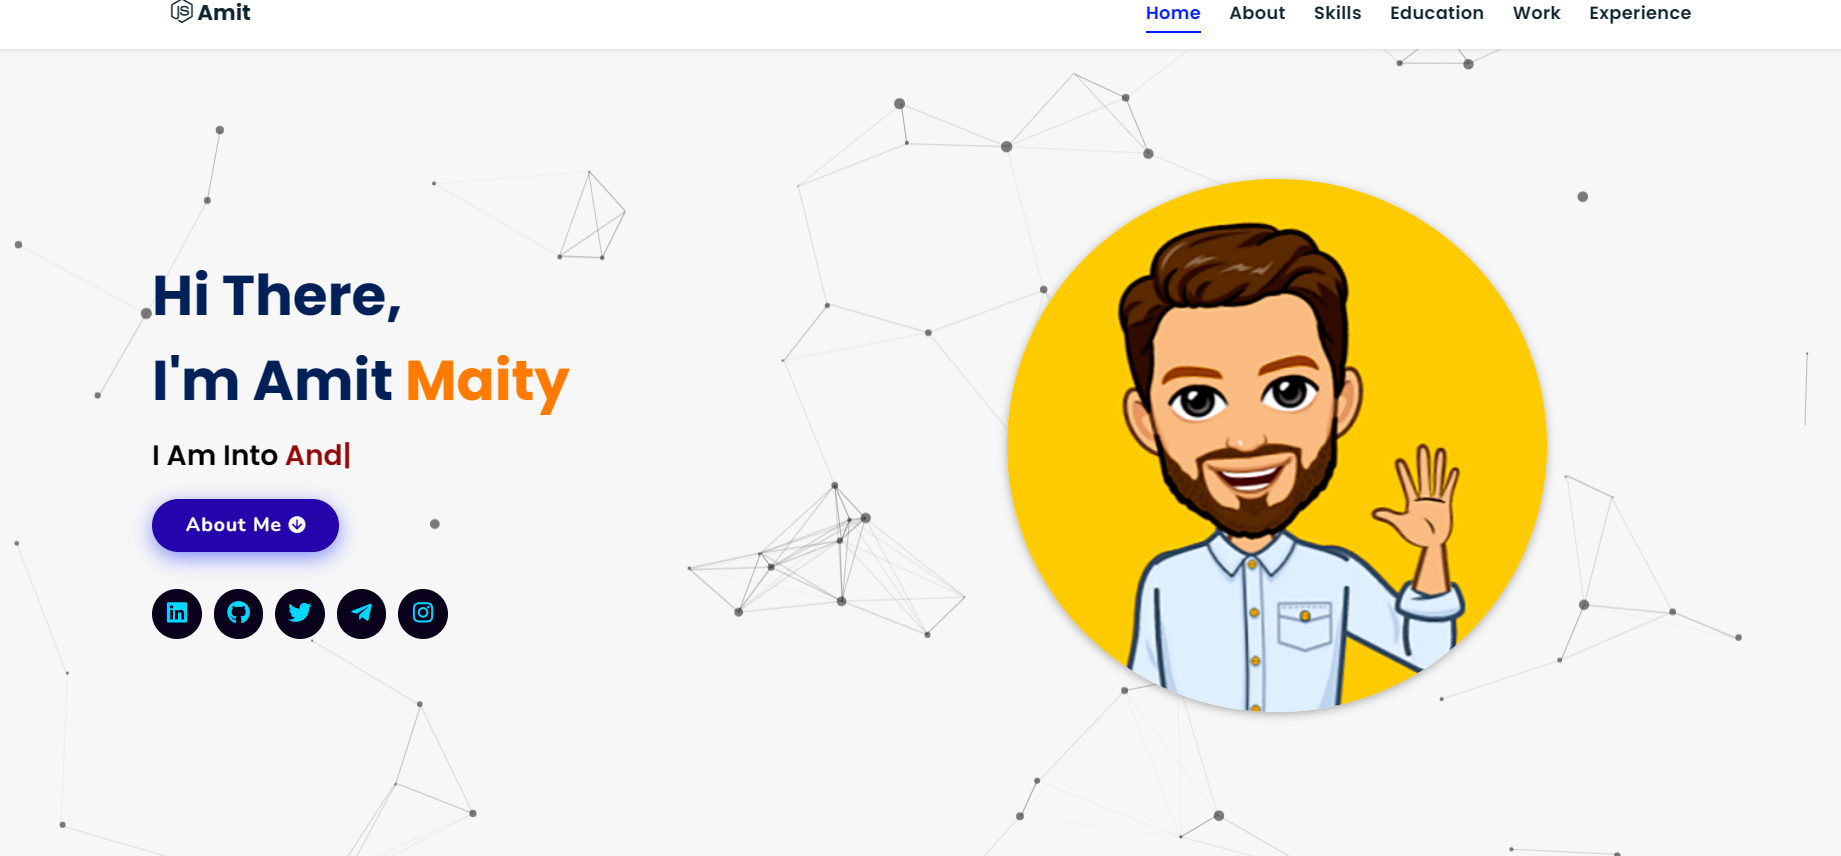 Amit
Home About Skills Education Work Experience
Hi There,
I'm Amit Maity
I Am Into And|
About Me